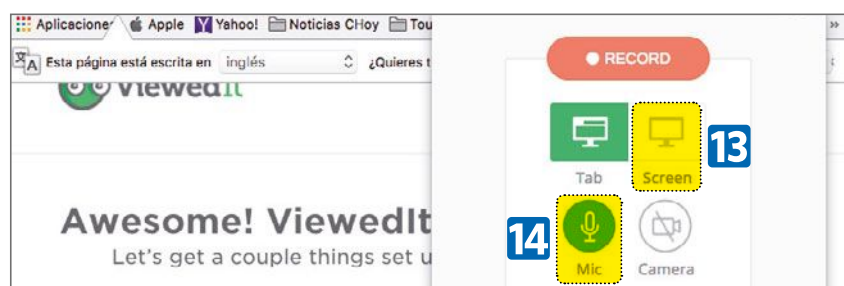 Aplicaciones Apple Yahoo! Noticias CHoy Tou »
Esta página está escrita en inglés ¿Quieres t
ViewedIt
Awesome! ViewedIt
Let's get a couple things set u
RECORD
Tab Screen
13
14
Mic Camera